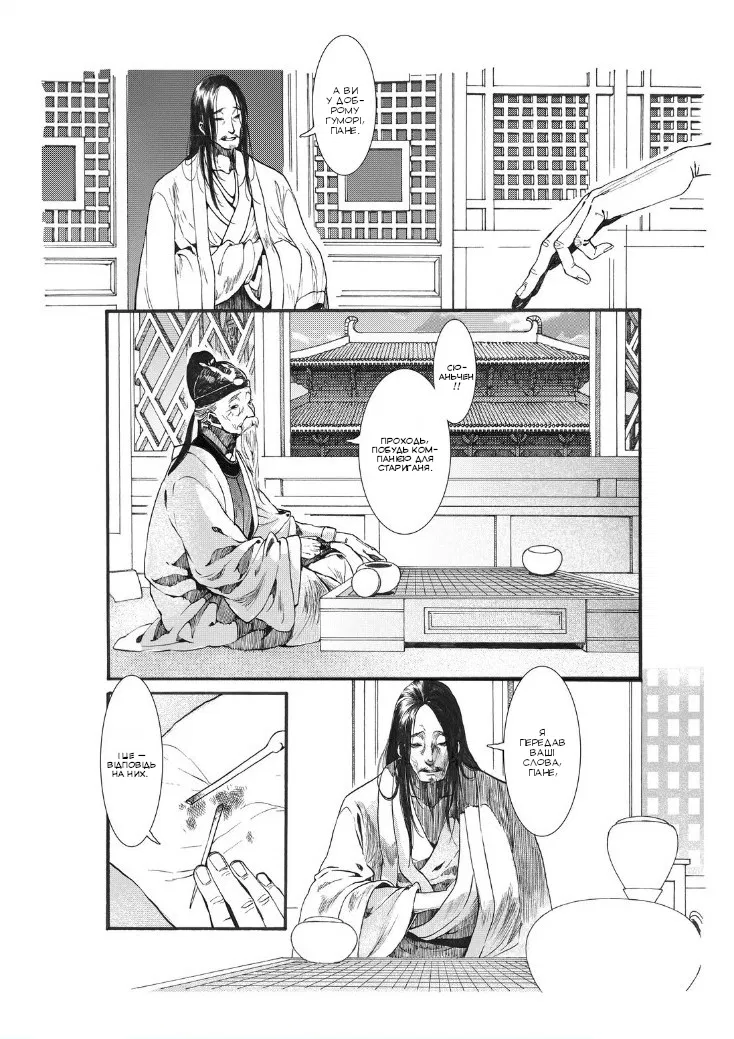 А ВИ
У ДОБ-
РОМУ
ГУМОРІ,
ПАНЕ.
СЮ-
АНЬЧЕН
!!
ПРОХОДЬ,
ПОБУДЬ КОМ-
ПАНІЄЮ ДЛЯ
СТАРИГАНЯ.
Я
ПЕРЕДАВ
ВАШІ
СЛОВА,
ПАНЕ,
І ЦЕ —
ВІДПОВІДЬ
НА НИХ.